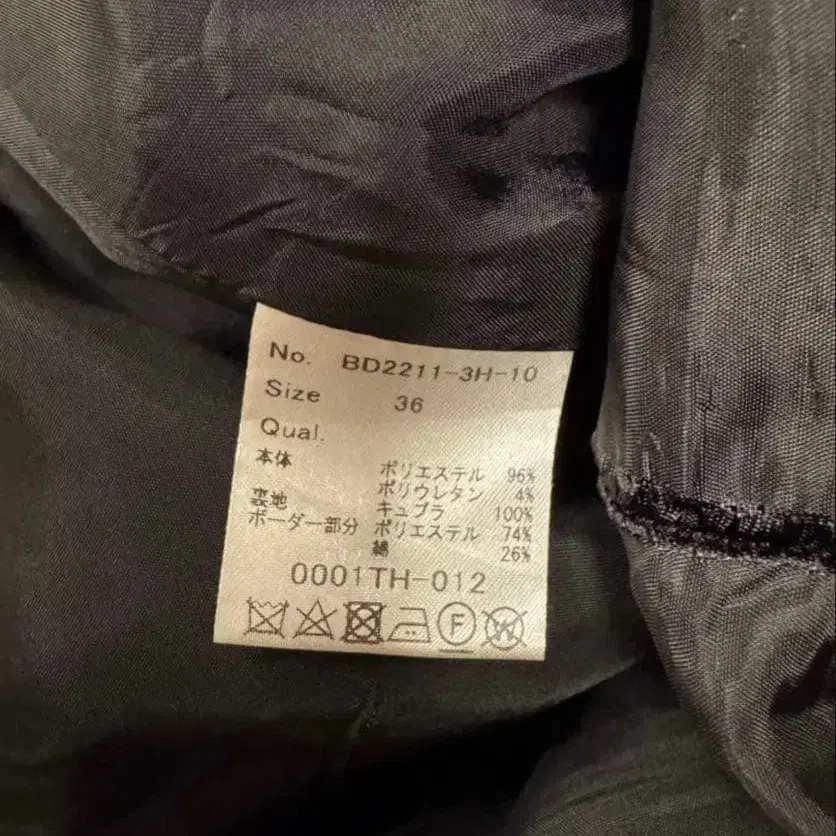 No. BD2211-3H-10
Size 36
Qual.
本体 ポリエステル 96%
ポリウレタン 4%
裏地 キュプラ 100%
ボーダー部分 ポリエステル 74%
綿 26%
0001TH-012
F W